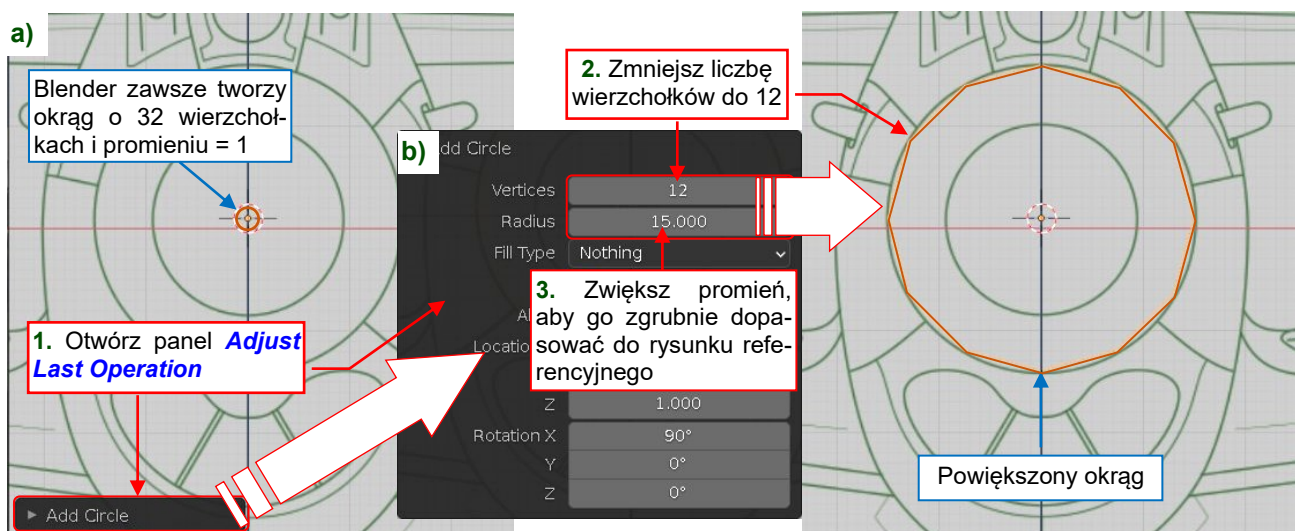 a)
Blender zawsze tworzy
okrąg o 32 wierzchoł-
kach i promieniu = 1
1. Otwórz panel Adjust
Last Operation
► Add Circle
b)
dd Circle
Vertices
12
Radius
15.000
Fill Type
Nothing
Al
Location
Z
1.000
Rotation X
90°
Y
0°
Z
0°
2. Zmniejsz liczbę
wierzchołków do 12
3. Zwiększ promień,
aby go zgrubnie dopa-
sować do rysunku refe-
rencyjnego
Powiększony okrąg